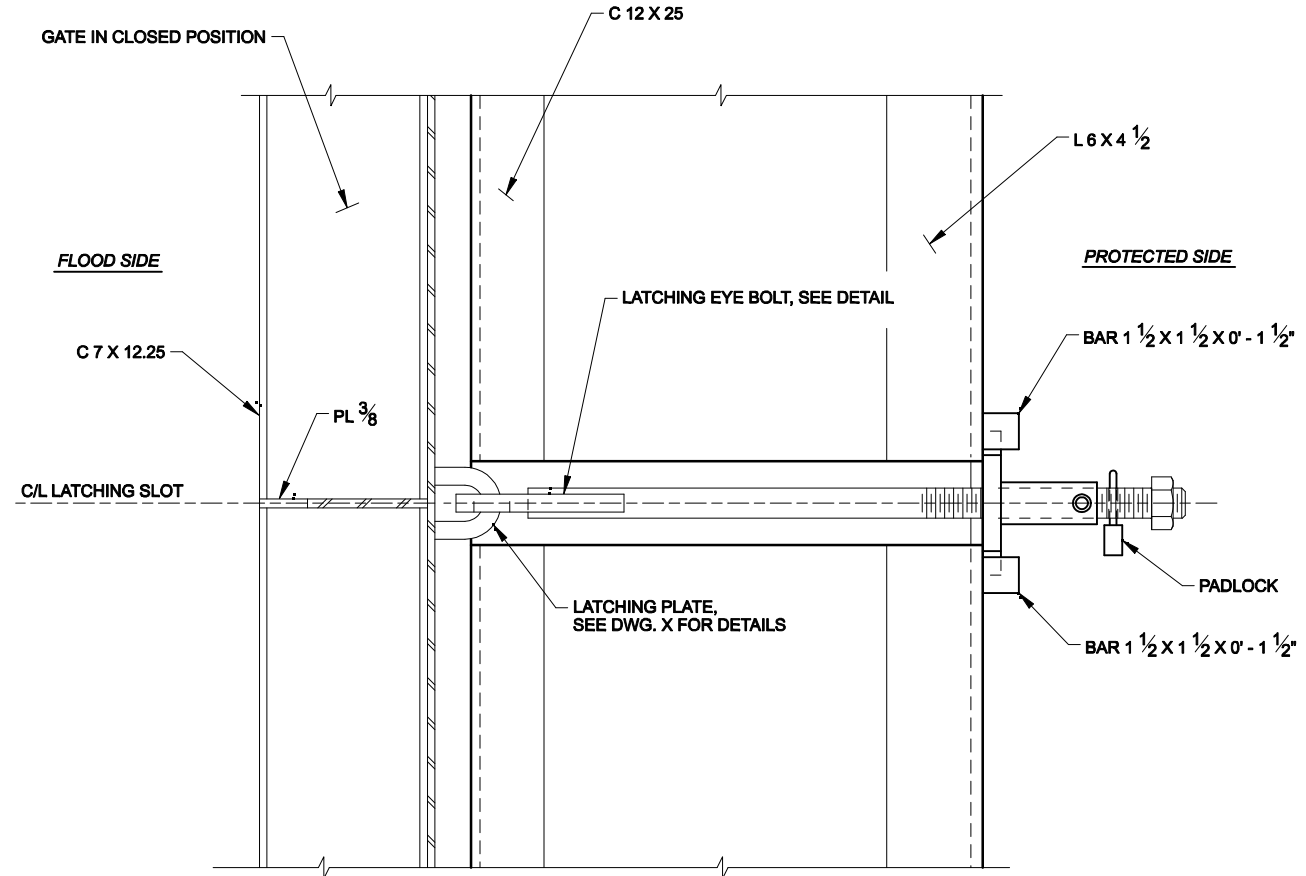 C 12 X 25
GATE IN CLOSED POSITION
L 6 X 4 1/2
FLOOD SIDE
PROTECTED SIDE
LATCHING EYE BOLT, SEE DETAIL
BAR 1 1/2 X 1 1/2 X 0' - 1 1/2"
C 7 X 12.25
PL 3/8
C/L LATCHING SLOT
PADLOCK
LATCHING PLATE,
SEE DWG. X FOR DETAILS
BAR 1 1/2 X 1 1/2 X 0' - 1 1/2"